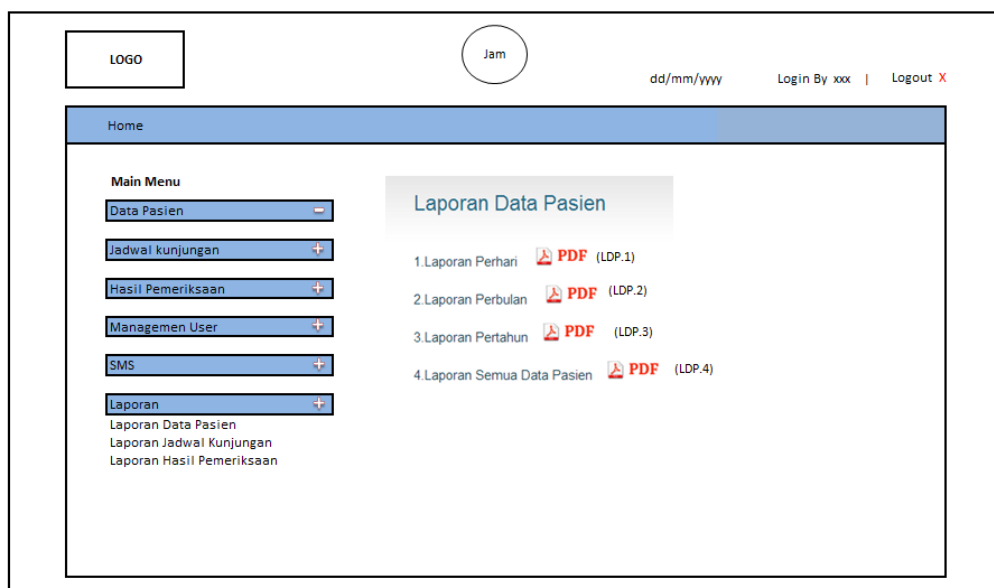 LOGO
Jam
dd/mm/yyyy Login By xxx | Logout X
Home
Main Menu
Data Pasien
Jadwal kunjungan
Hasil Pemeriksaan
Managemen User
SMS
Laporan
Laporan Data Pasien
Laporan Jadwal Kunjungan
Laporan Hasil Pemeriksaan
Laporan Data Pasien
1.Laporan Perhari PDF (LDP.1)
2.Laporan Perbulan PDF (LDP.2)
3.Laporan Pertahun PDF (LDP.3)
4.Laporan Semua Data Pasien PDF (LDP.4)